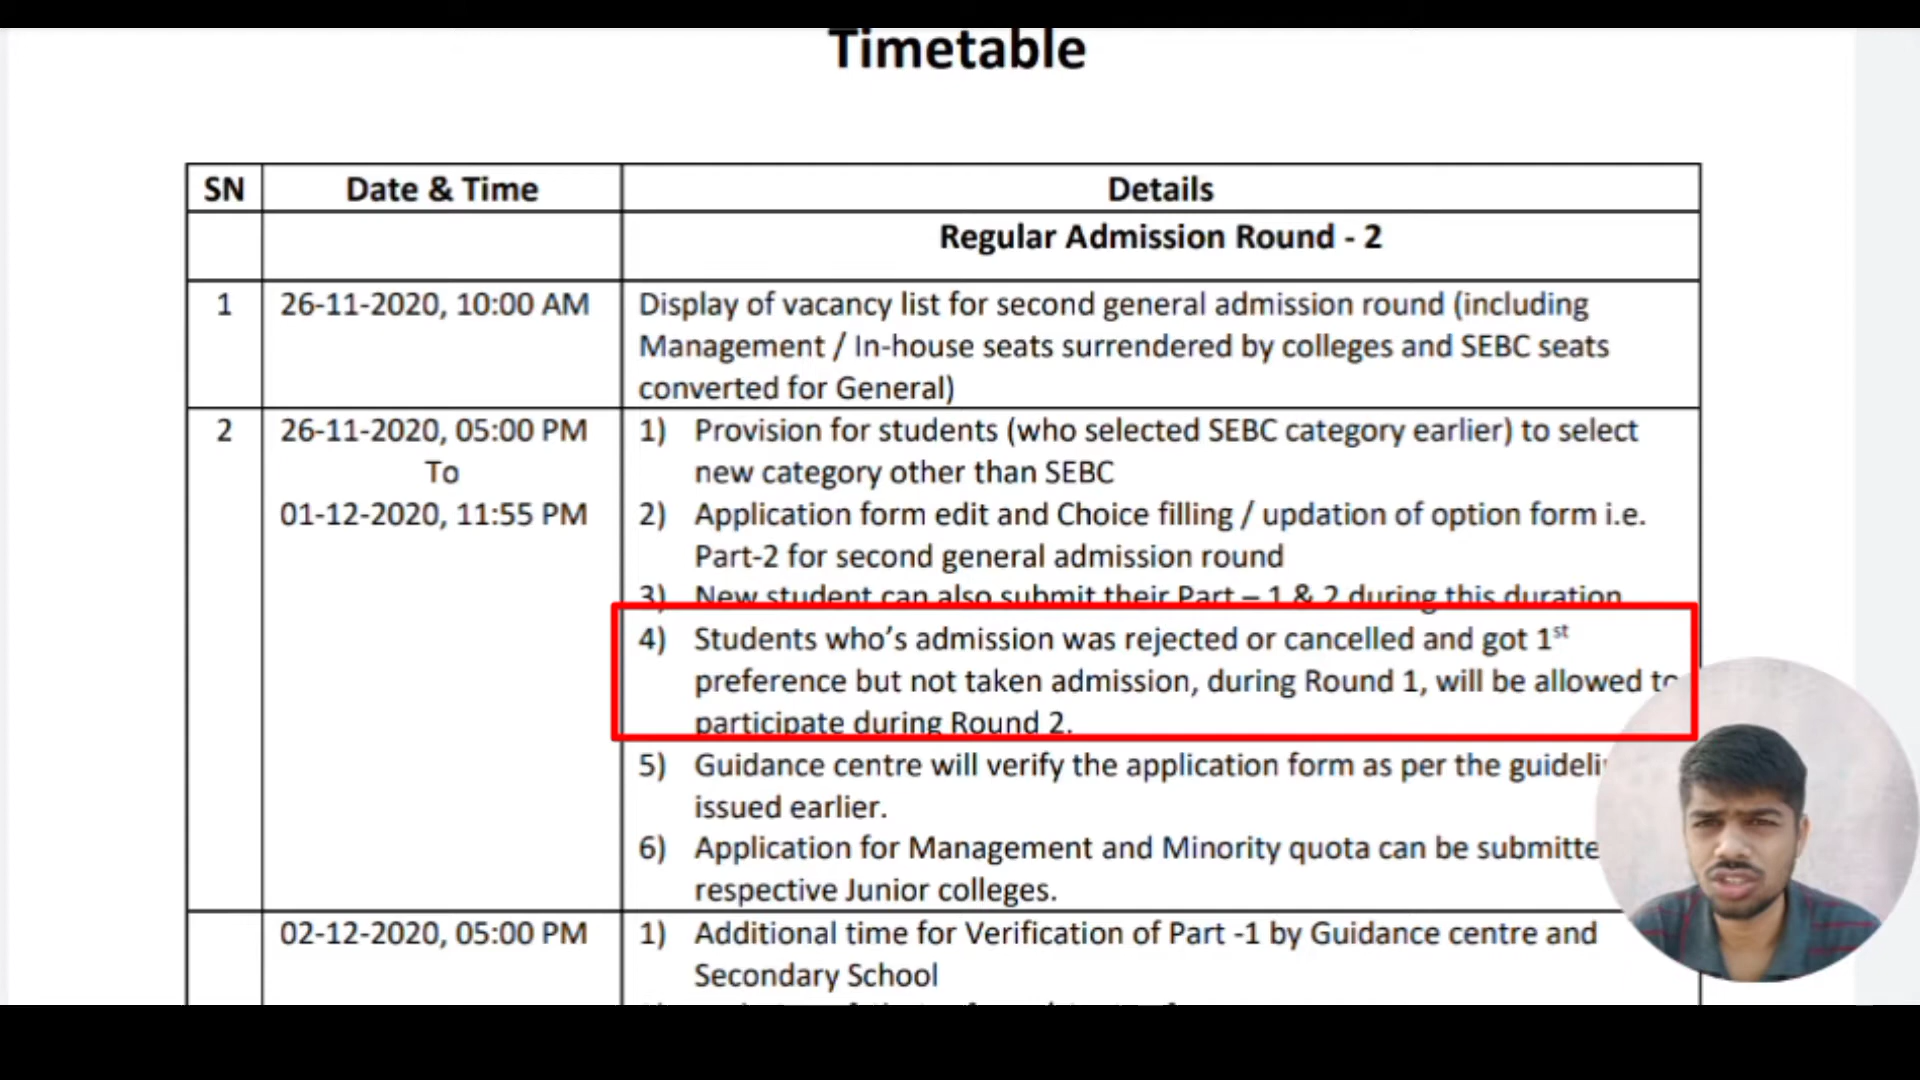 Timetable
SN Date & Time Details
Regular Admission Round - 2
1 26-11-2020, 10:00 AM Display of vacancy list for second general admission round (including
Management / In-house seats surrendered by colleges and SEBC seats
converted for General)
2 26-11-2020, 05:00 PM 1) Provision for students (who selected SEBC category earlier) to select
To new category other than SEBC
01-12-2020, 11:55 PM 2) Application form edit and Choice filling / updation of option form i.e.
Part-2 for second general admission round
3) New student can also submit their Part – 1 & 2 during this duration
4) Students who's admission was rejected or cancelled and got 1st
preference but not taken admission, during Round 1, will be allowed to
participate during Round 2.
5) Guidance centre will verify the application form as per the
issued earlier.
6) Application for Management and Minority quota can be
respective Junior colleges.
02-12-2020, 05:00 PM 1) Additional time for Verification of Part -1 by Guidance centre and
Secondary School